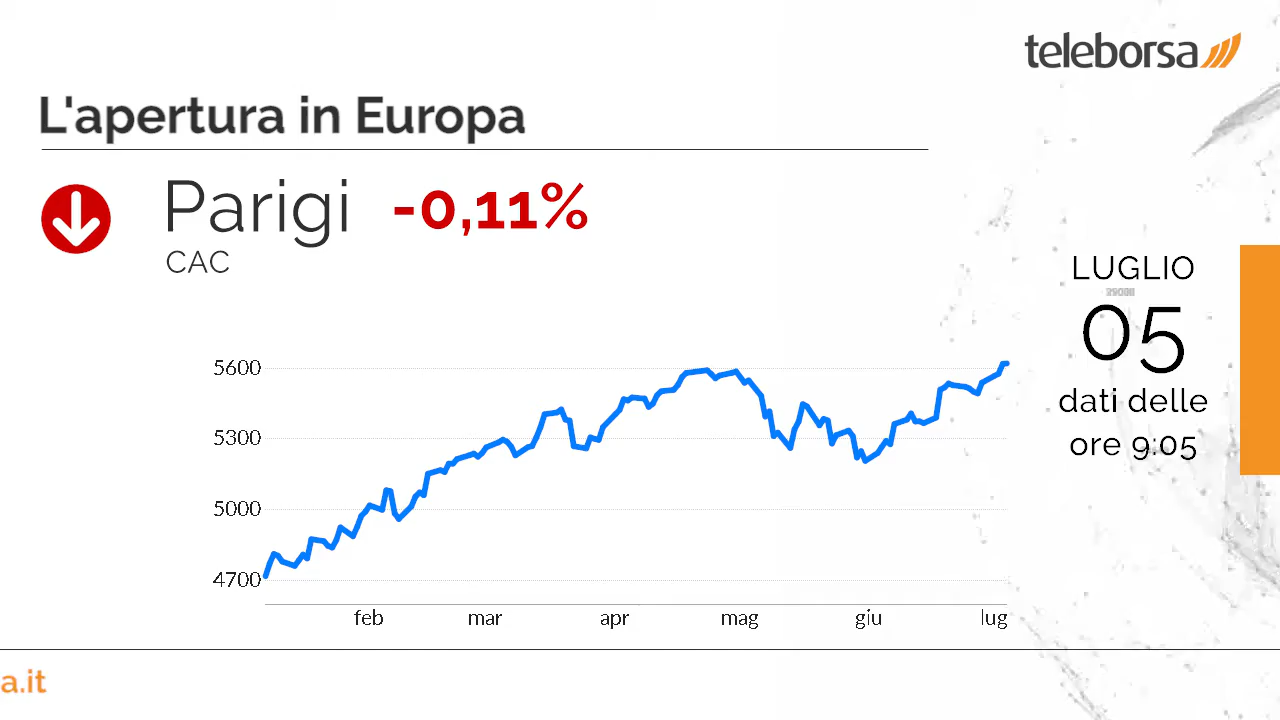 teleborsa
L'apertura in Europa
Parigi -0,11%
CAC
LUGLIO
05
dati delle
ore 9:05
5600
5300
5000
4700
feb mar apr mag giu lug
a.it